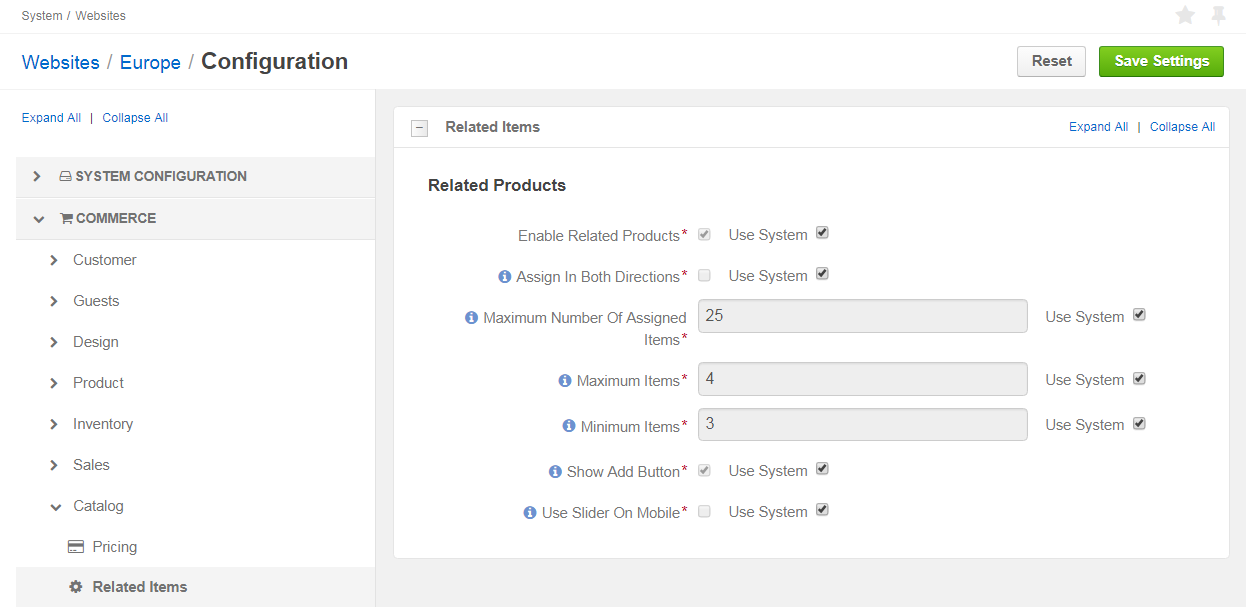 System / Websites
Websites / Europe / Configuration
Reset
Save Settings
Expand All | Collapse All
SYSTEM CONFIGURATION
COMMERCE
Customer
Guests
Design
Product
Inventory
Sales
Catalog
Pricing
Related Items
Related Items
Expand All | Collapse All
Related Products
Enable Related Products* Use System
Assign In Both Directions* Use System
Maximum Number Of Assigned
Items* 25 Use System
Maximum Items* 4 Use System
Minimum Items* 3 Use System
Show Add Button* Use System
Use Slider On Mobile* Use System